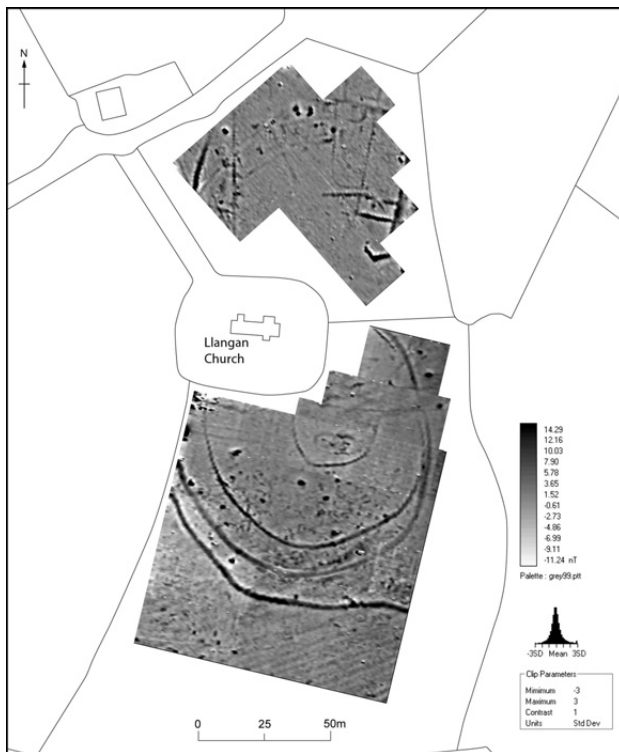 N
Llangan
Church
14.29
12.16
10.03
7.90
5.78
3.65
1.52
-0.61
-2.73
-4.86
-6.99
-9.11
-11.24 nT
Palette : grey99.plt
-3SD Mean 3SD
Clip Parameters
Minimum -3
Maximum 3
Contrast 1
Units Std Dev
0 25 50m